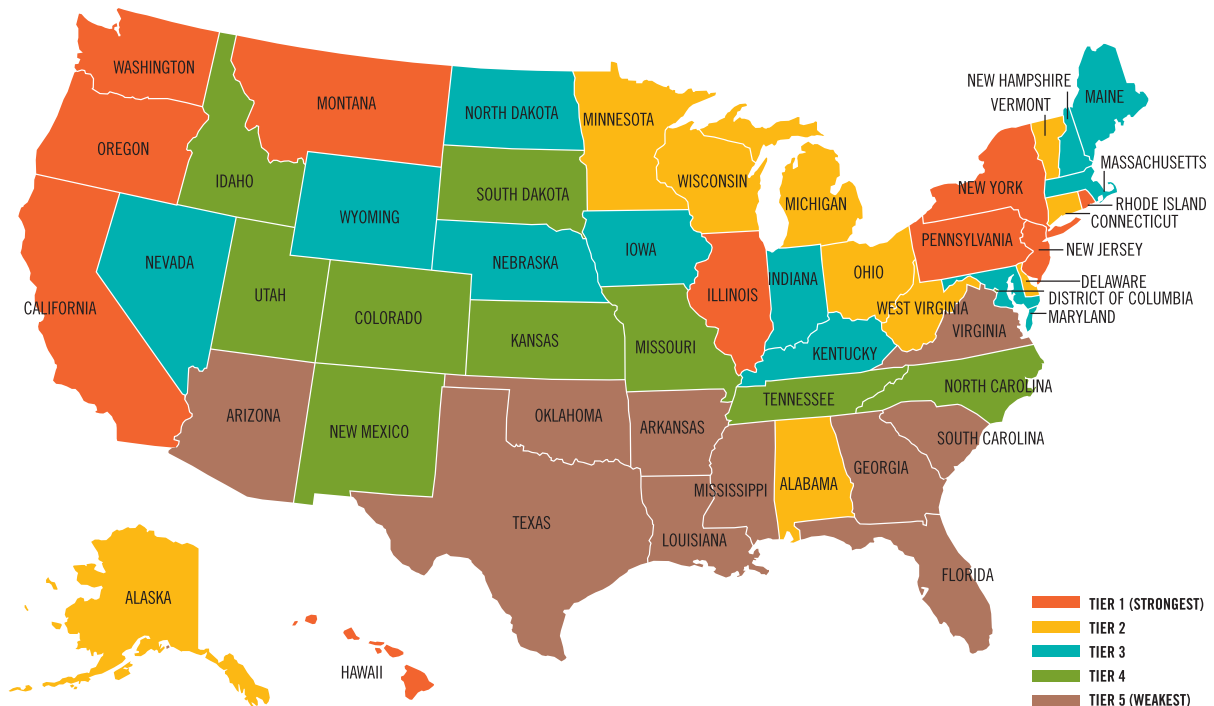 WASHINGTON
MONTANA
NORTH DAKOTA
MINNESOTA
NEW HAMPSHIRE
VERMONT
MAINE
OREGON
IDAHO
SOUTH DAKOTA
WISCONSIN
MICHIGAN
NEW YORK
MASSACHUSETTS
RHODE ISLAND
CONNECTICUT
WYOMING
PENNSYLVANIA
NEW JERSEY
NEVADA
NEBRASKA
IOWA
INDIANA
OHIO
DELAWARE
DISTRICT OF COLUMBIA
MARYLAND
CALIFORNIA
UTAH
COLORADO
ILLINOIS
WEST VIRGINIA
VIRGINIA
KANSAS
MISSOURI
KENTUCKY
NORTH CAROLINA
TENNESSEE
ARIZONA
NEW MEXICO
OKLAHOMA
ARKANSAS
SOUTH CAROLINA
GEORGIA
MISSISSIPPI
ALABAMA
TEXAS
LOUISIANA
FLORIDA
ALASKA
HAWAII
TIER 1 (STRONGEST)
TIER 2
TIER 3
TIER 4
TIER 5 (WEAKEST)